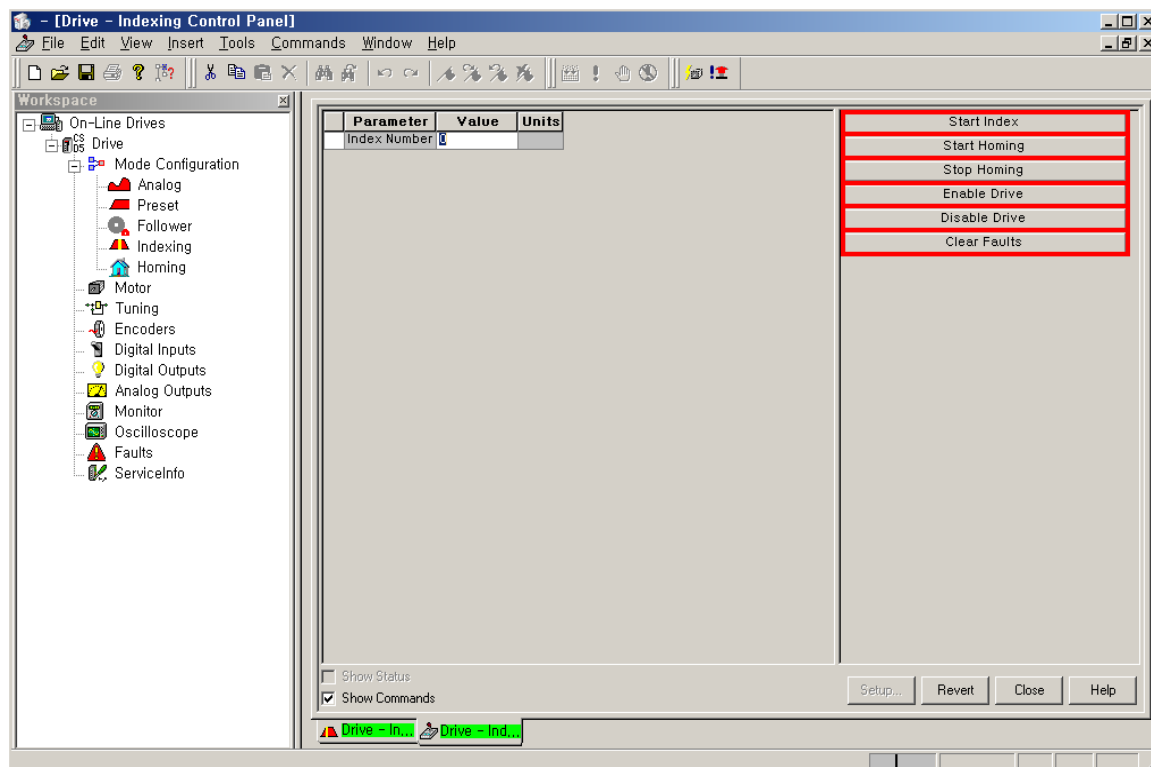 - [Drive - Indexing Control Panel]
File Edit View Insert Tools Commands Window Help
Workspace
On-Line Drives
CS DS Drive
Mode Configuration
Analog
Preset
Follower
Indexing
Homing
Motor
Tuning
Encoders
Digital Inputs
Digital Outputs
Analog Outputs
Monitor
Oscilloscope
Faults
ServiceInfo
Parameter Value Units
Index Number 0
Start Index
Start Homing
Stop Homing
Enable Drive
Disable Drive
Clear Faults
Show Status
Show Commands
Setup... Revert Close Help
Drive - In... Drive - Ind...